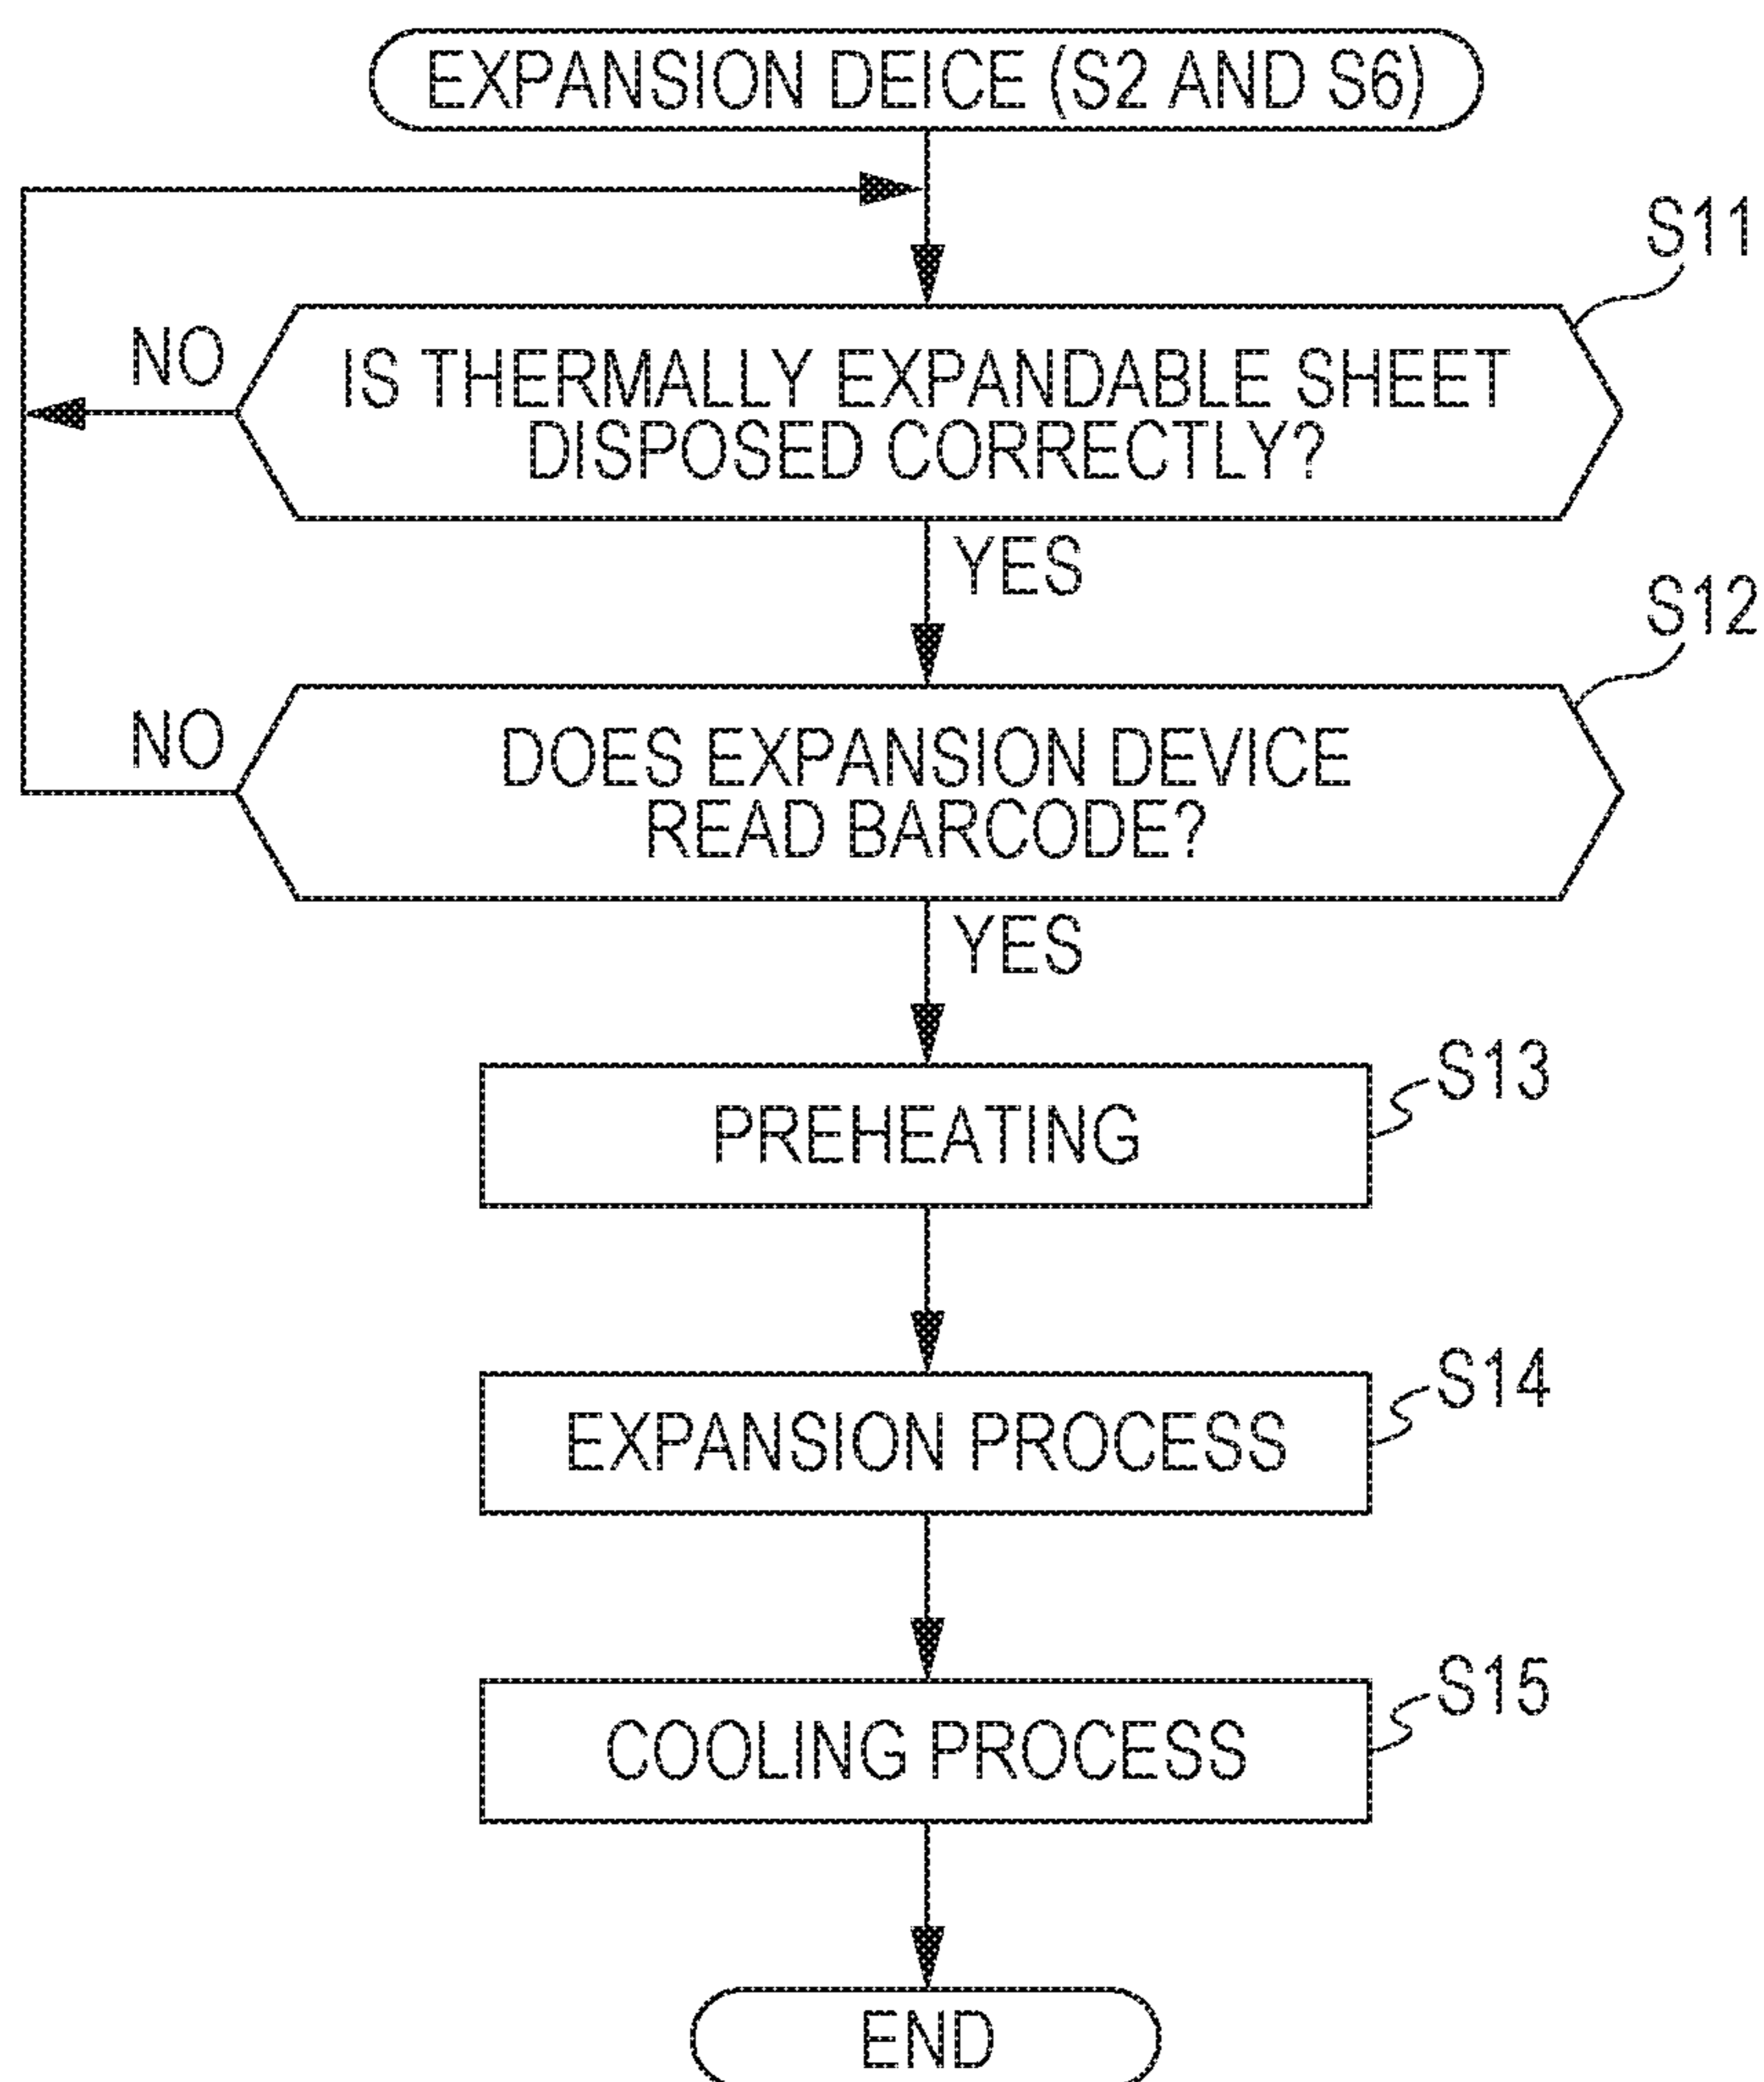 EXPANSION DEICE (S2 AND S6)
S11
NO
IS THERMALLY EXPANDABLE SHEET
DISPOSED CORRECTLY?
YES
S12
NO
DOES EXPANSION DEVICE
READ BARCODE?
YES
S13
PREHEATING
S14
EXPANSION PROCESS
S15
COOLING PROCESS
END